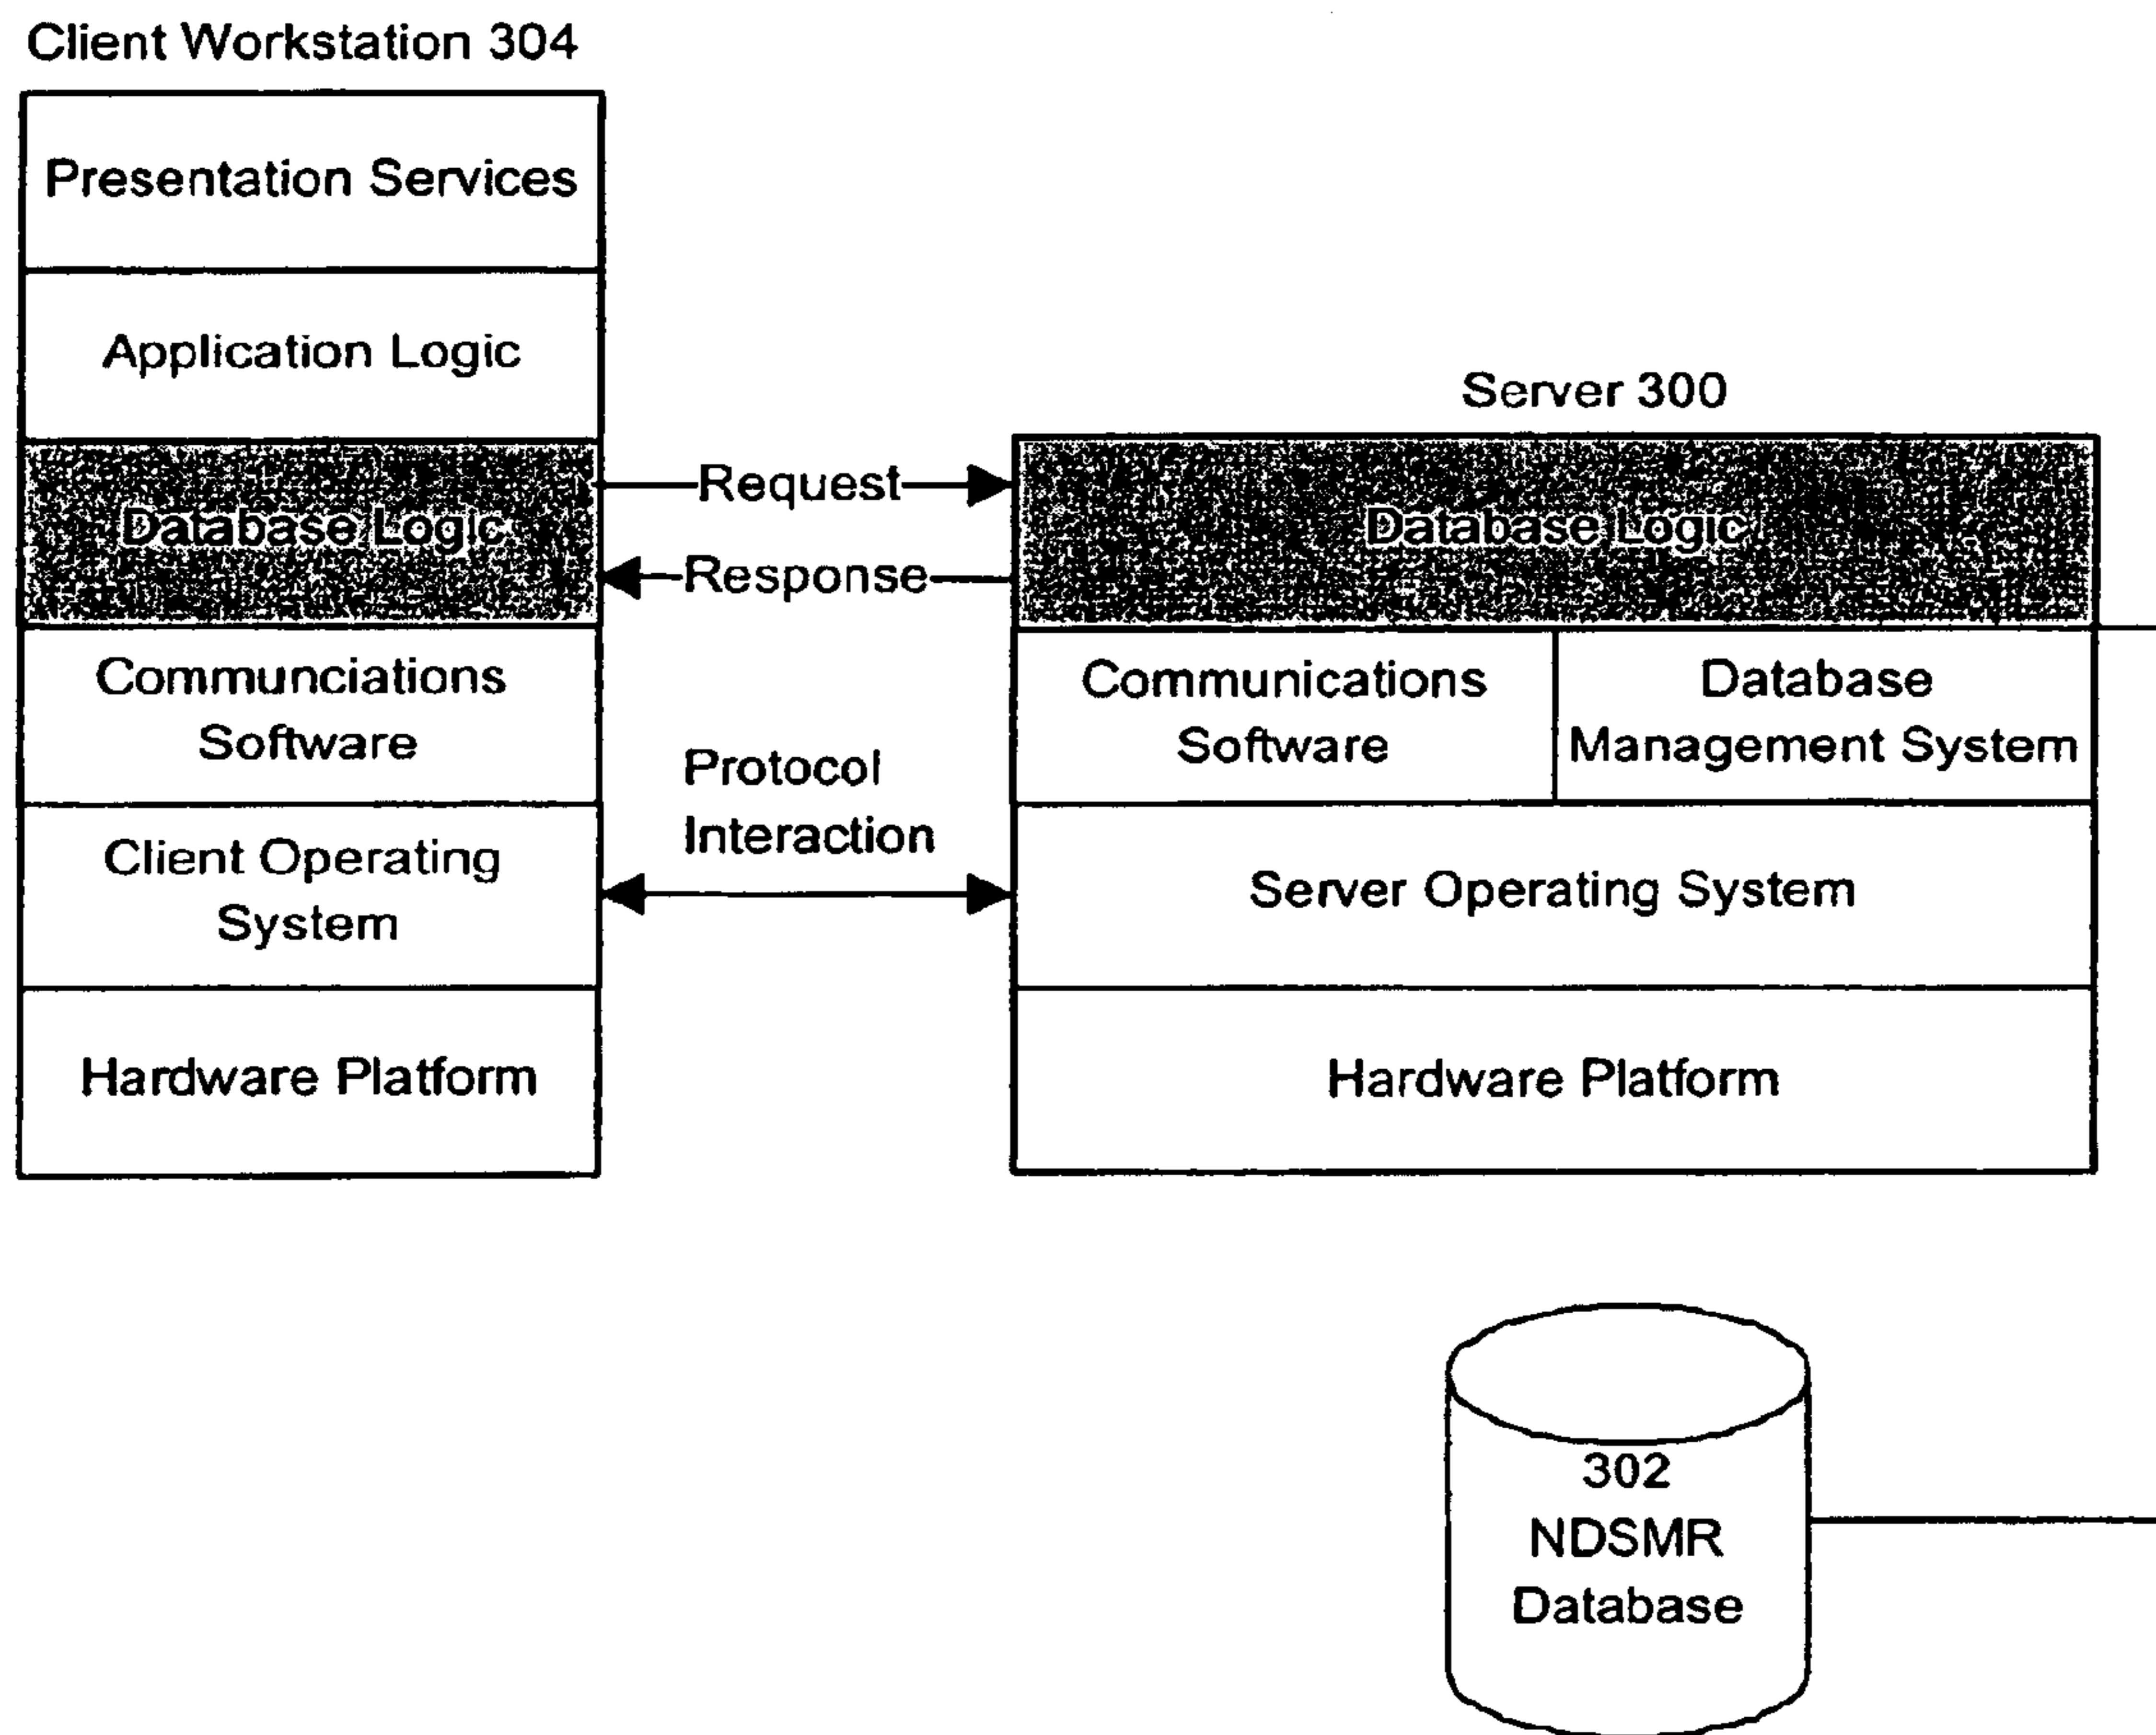 Client Workstation 304
Presentation Services
Application Logic
Database Logic
Communciations
Software
Client Operating
System
Hardware Platform
Request
Response
Protocol
Interaction
Server 300
Database Logic
Communications
Software
Database
Management System
Server Operating System
Hardware Platform
302
NDSMR
Database